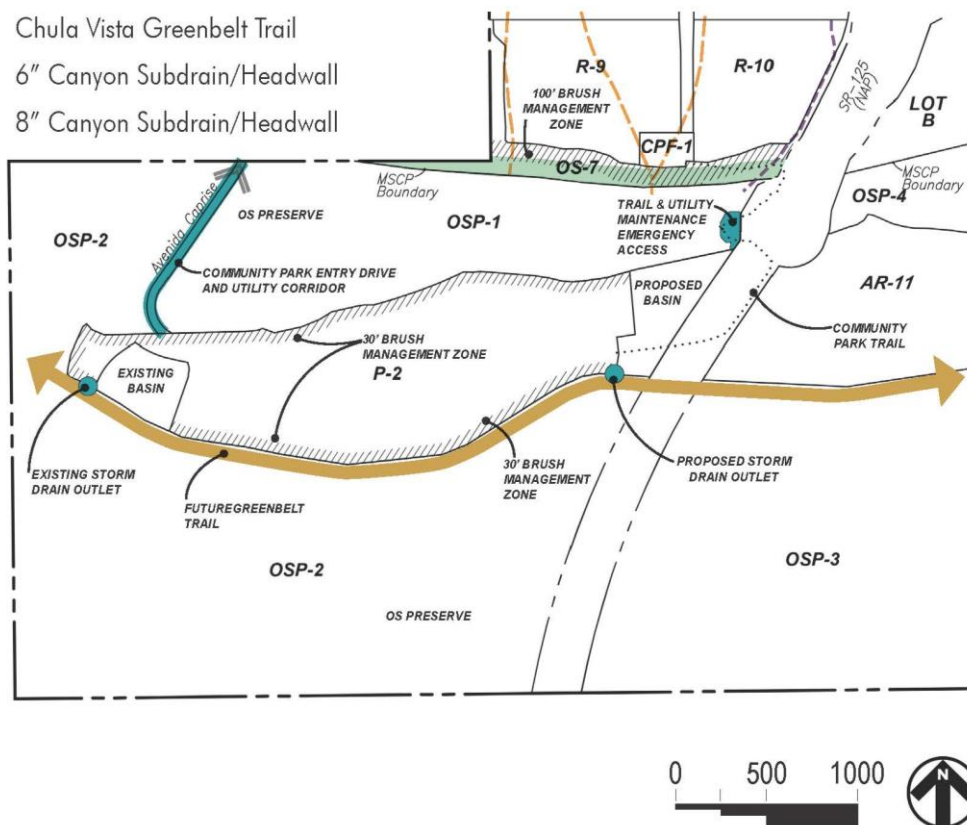 Chula Vista Greenbelt Trail
6" Canyon Subdrain/Headwall
8" Canyon Subdrain/Headwall
R-9
R-10
SR-125
(NAP)
LOT
B
100' BRUSH
MANAGEMENT
ZONE
CPF-1
OS-7
MSCP
Boundary
MSCP
Boundary
OSP-4
OS PRESERVE
OSP-1
TRAIL & UTILITY
MAINTENANCE
EMERGENCY
ACCESS
OSP-2
Avenida Caprise
COMMUNITY PARK ENTRY DRIVE
AND UTILITY CORRIDOR
PROPOSED
BASIN
AR-11
COMMUNITY
PARK TRAIL
30' BRUSH
MANAGEMENT ZONE
P-2
EXISTING
BASIN
EXISTING STORM
DRAIN OUTLET
FUTUREGREENBELT
TRAIL
30' BRUSH
MANAGEMENT
ZONE
PROPOSED STORM
DRAIN OUTLET
OSP-2
OSP-3
OS PRESERVE
0 500 1000
N